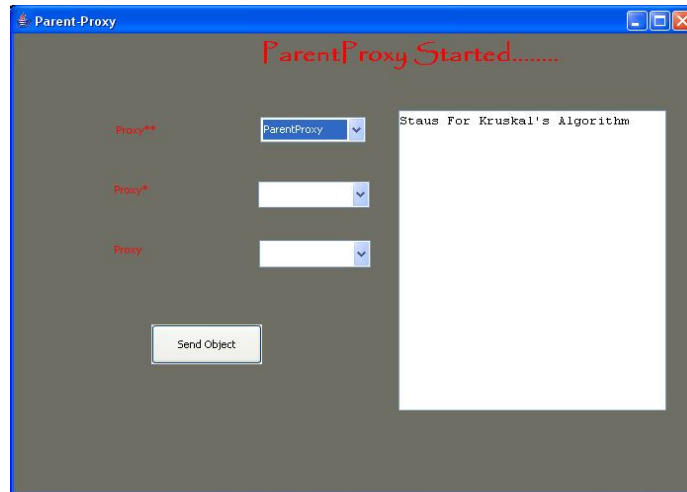 Parent-Proxy
ParentProxy Started........
Proxy**
ParentProxy
Staus For Kruskal's Algorithm
Proxy*
Proxy
Send Object